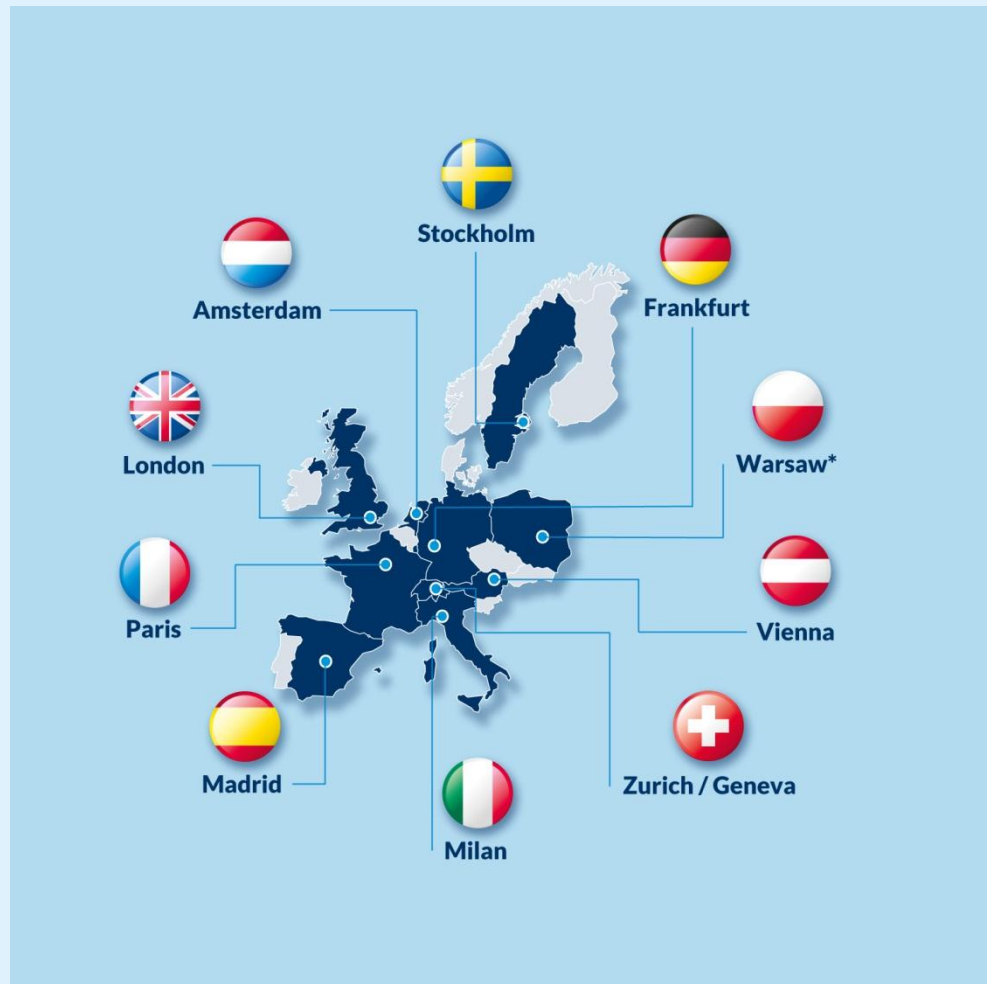 Stockholm
Amsterdam
Frankfurt
London
Warsaw*
Paris
Vienna
Madrid
Zurich / Geneva
Milan